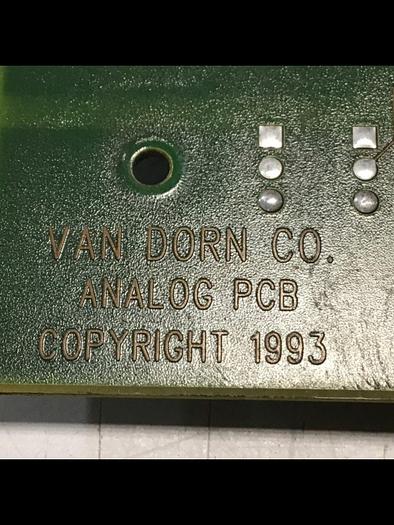 VAN DORN CO.
ANALOG PCB
COPYRIGHT 1993